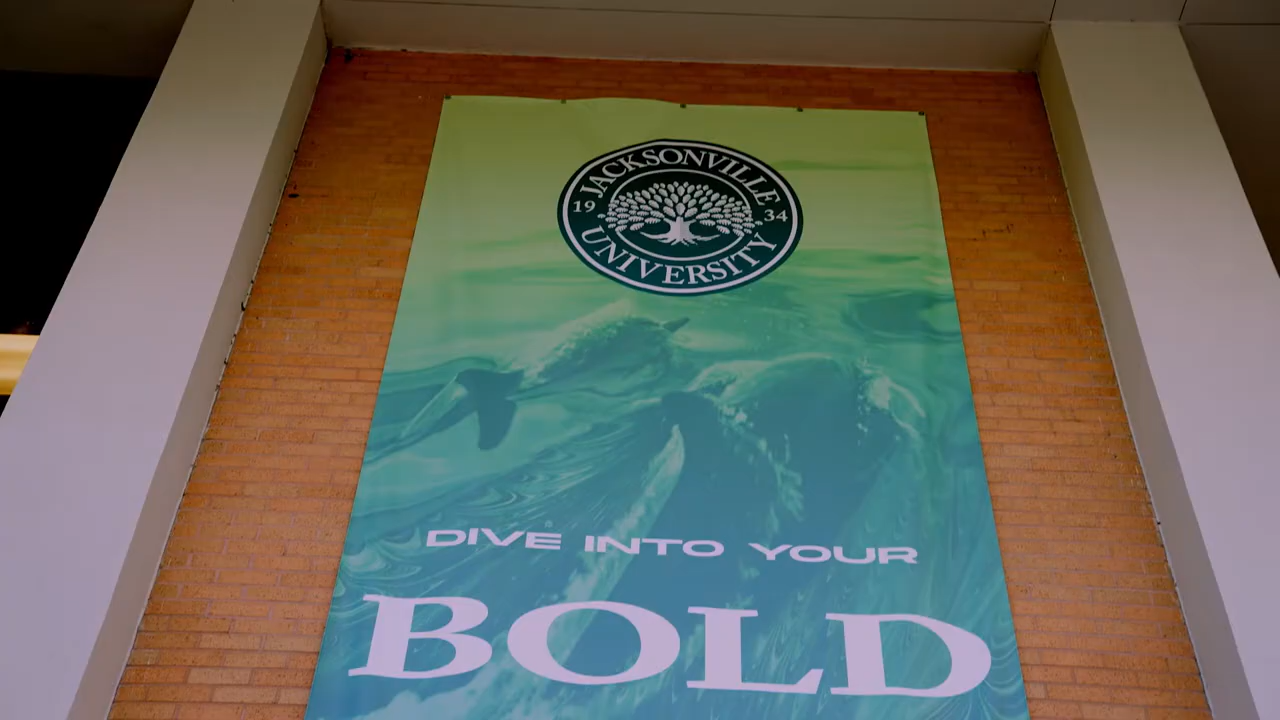 JACKSONVILLE
19 34
UNIVERSITY
DIVE INTO YOUR
BOLD